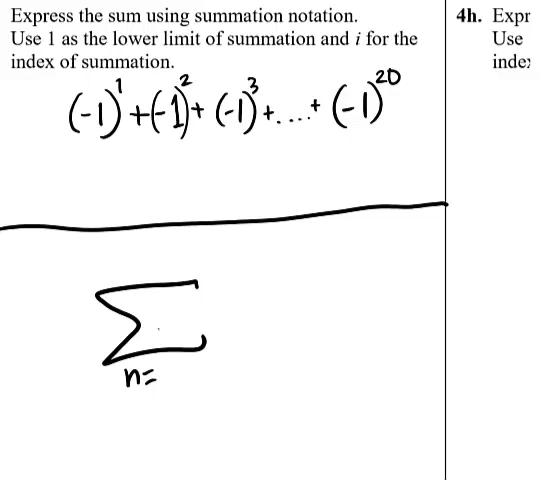 Express the sum using summation notation.
Use 1 as the lower limit of summation and i for the
index of summation.
(-1)¹ + (-1)² + (-1)³ + .... + (-1)²⁰
∑
n=
4h. Expr
Use
index